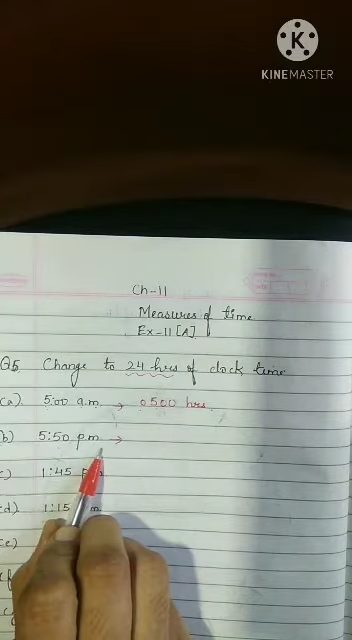 KINEMASTER
Ch-11
Measures of time
Ex-11[A]
Q5. Change to 24 hrs of clock time
(a) 5:00 a.m. → 0500 hrs.
(b) 5:50 p.m →
(c) 1:45
(d) 1:15
(e)